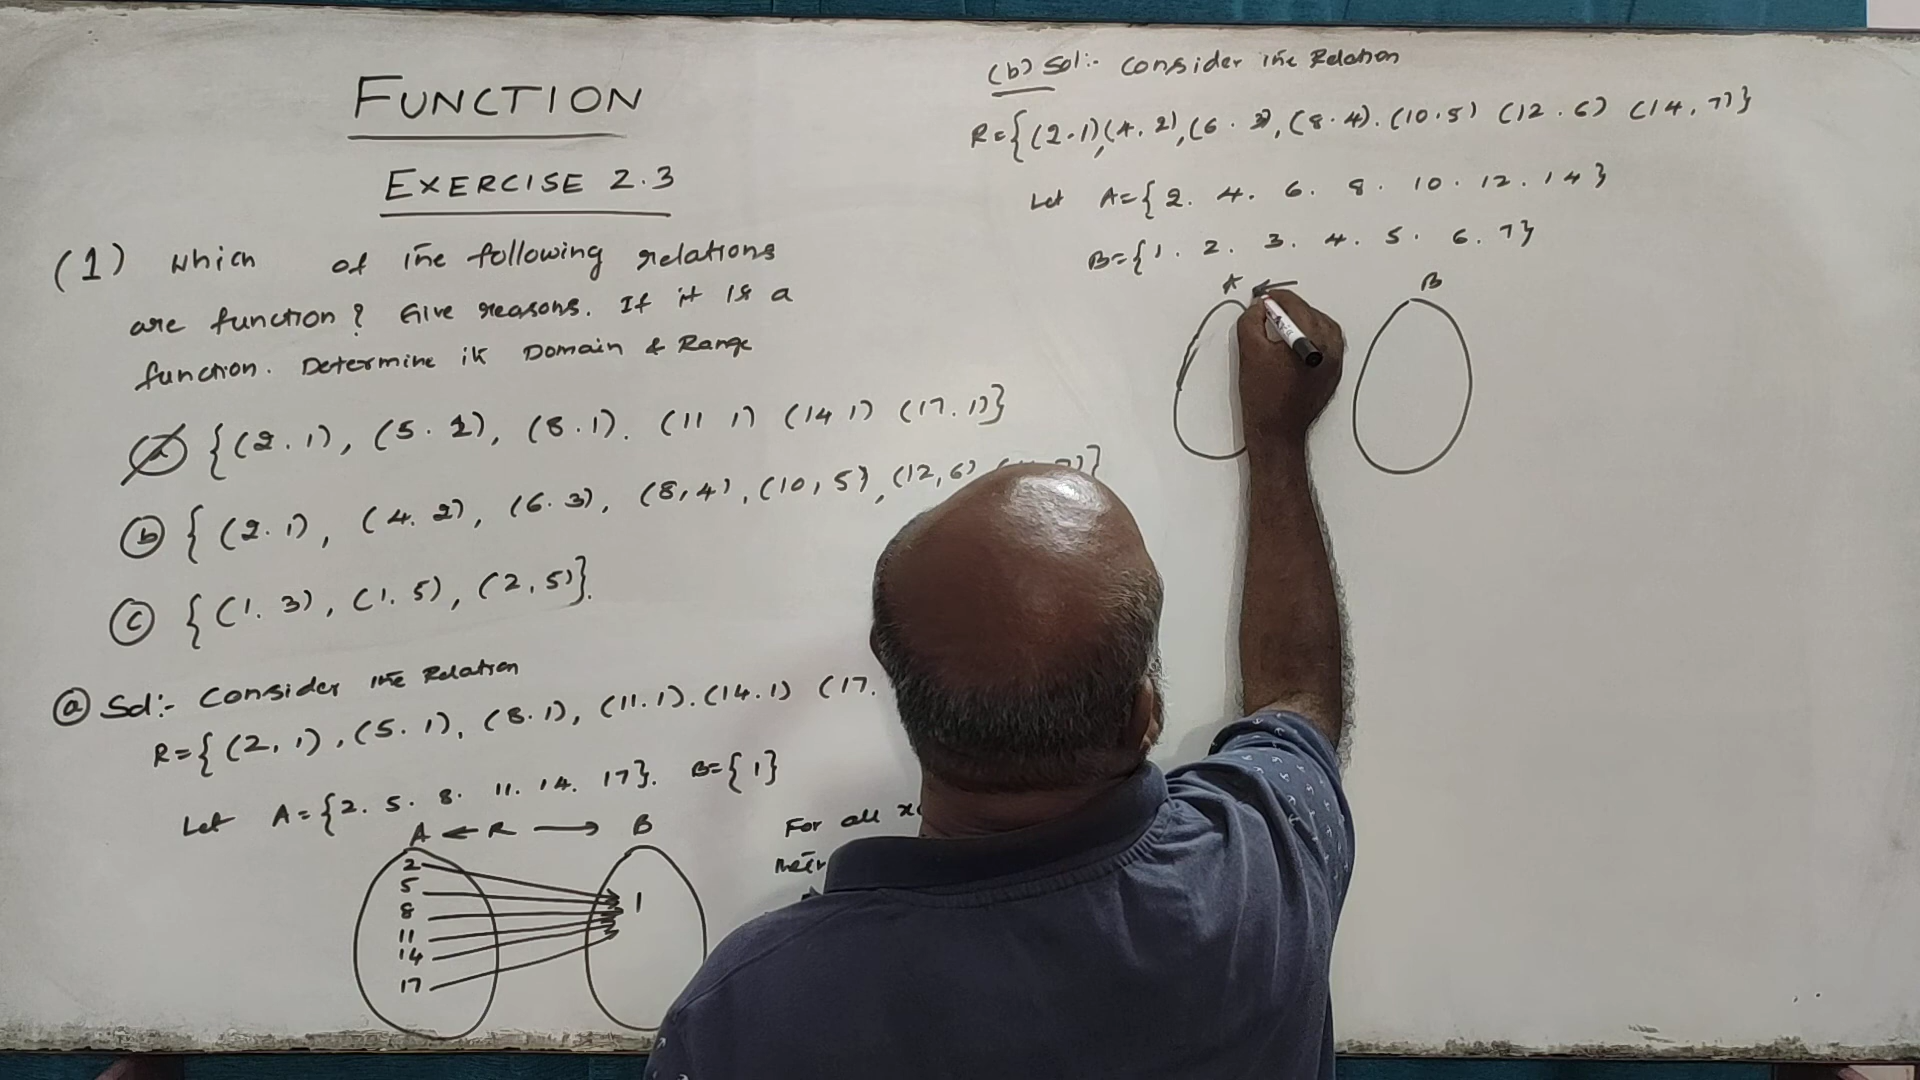 FUNCTION
EXERCISE 2.3
(1) which of the following relations
are function? Give reasons. If it is a
function. Determine its Domain & Range
(a) {(2.1), (5.1), (8.1). (11 1) (14 1) (17.1)}
(b) {(2.1), (4.2), (6.3), (8,4), (10,5), (12,6)
(c) {(1.3), (1.5), (2,5)}.
(a) Sol:- Consider the Relation
R={(2,1),(5.1), (8.1), (11.1).(14.1) (17.
Let A={2. 5. 8. 11. 14. 17}. B={1}
A ← R → B
2
5
8
11
14
17
1
For all
their
(b) Sol:- Consider the Relation
R={(2.1),(4.2),(6.3),(8.4).(10.5) (12.6) (14.7)}
Let A={2. 4. 6. 8. 10. 12. 14}
B={1. 2. 3. 4. 5. 6. 7}
A ← B